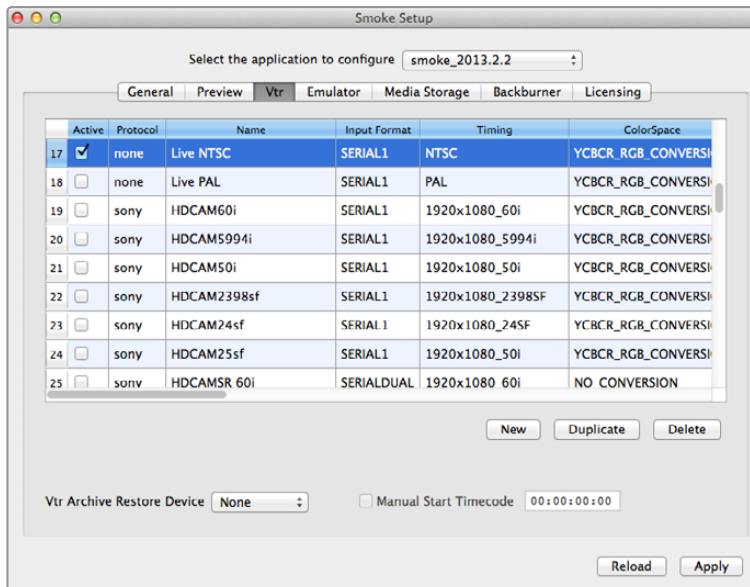 Smoke Setup
Select the application to configure smoke_2013.2.2
General Preview Vtr Emulator Media Storage Backburner Licensing
Active Protocol Name Input Format Timing ColorSpace
17 none Live NTSC SERIAL1 NTSC YCBCR_RGB_CONVERSI
18 none Live PAL SERIAL1 PAL YCBCR_RGB_CONVERSI
19 sony HDCAM60i SERIAL1 1920x1080_60i YCBCR_RGB_CONVERSI
20 sony HDCAM5994i SERIAL1 1920x1080_5994i YCBCR_RGB_CONVERSI
21 sony HDCAM50i SERIAL1 1920x1080_50i YCBCR_RGB_CONVERSI
22 sony HDCAM2398sf SERIAL1 1920x1080_2398SF YCBCR_RGB_CONVERSI
23 sony HDCAM24sf SERIAL1 1920x1080_24SF YCBCR_RGB_CONVERSI
24 sony HDCAM25sf SERIAL1 1920x1080_50i YCBCR_RGB_CONVERSI
25 sony HDCAMSR 60i SERIALDUAL 1920x1080 60i NO CONVERSION
New Duplicate Delete
Vtr Archive Restore Device None Manual Start Timecode 00:00:00:00
Reload Apply